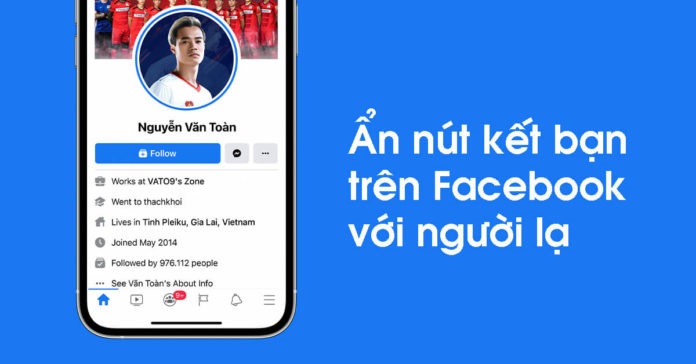 Nguyễn Văn Toàn
Follow
Works at VATO9's Zone
Went to thachkhoi
Lives in Tinh Pleiku, Gia Lai, Vietnam
Joined May 2014
Followed by 976.112 people
See Văn Toàn's About Info
9+
Ẩn nút kết bạn
trên Facebook
với người lạ